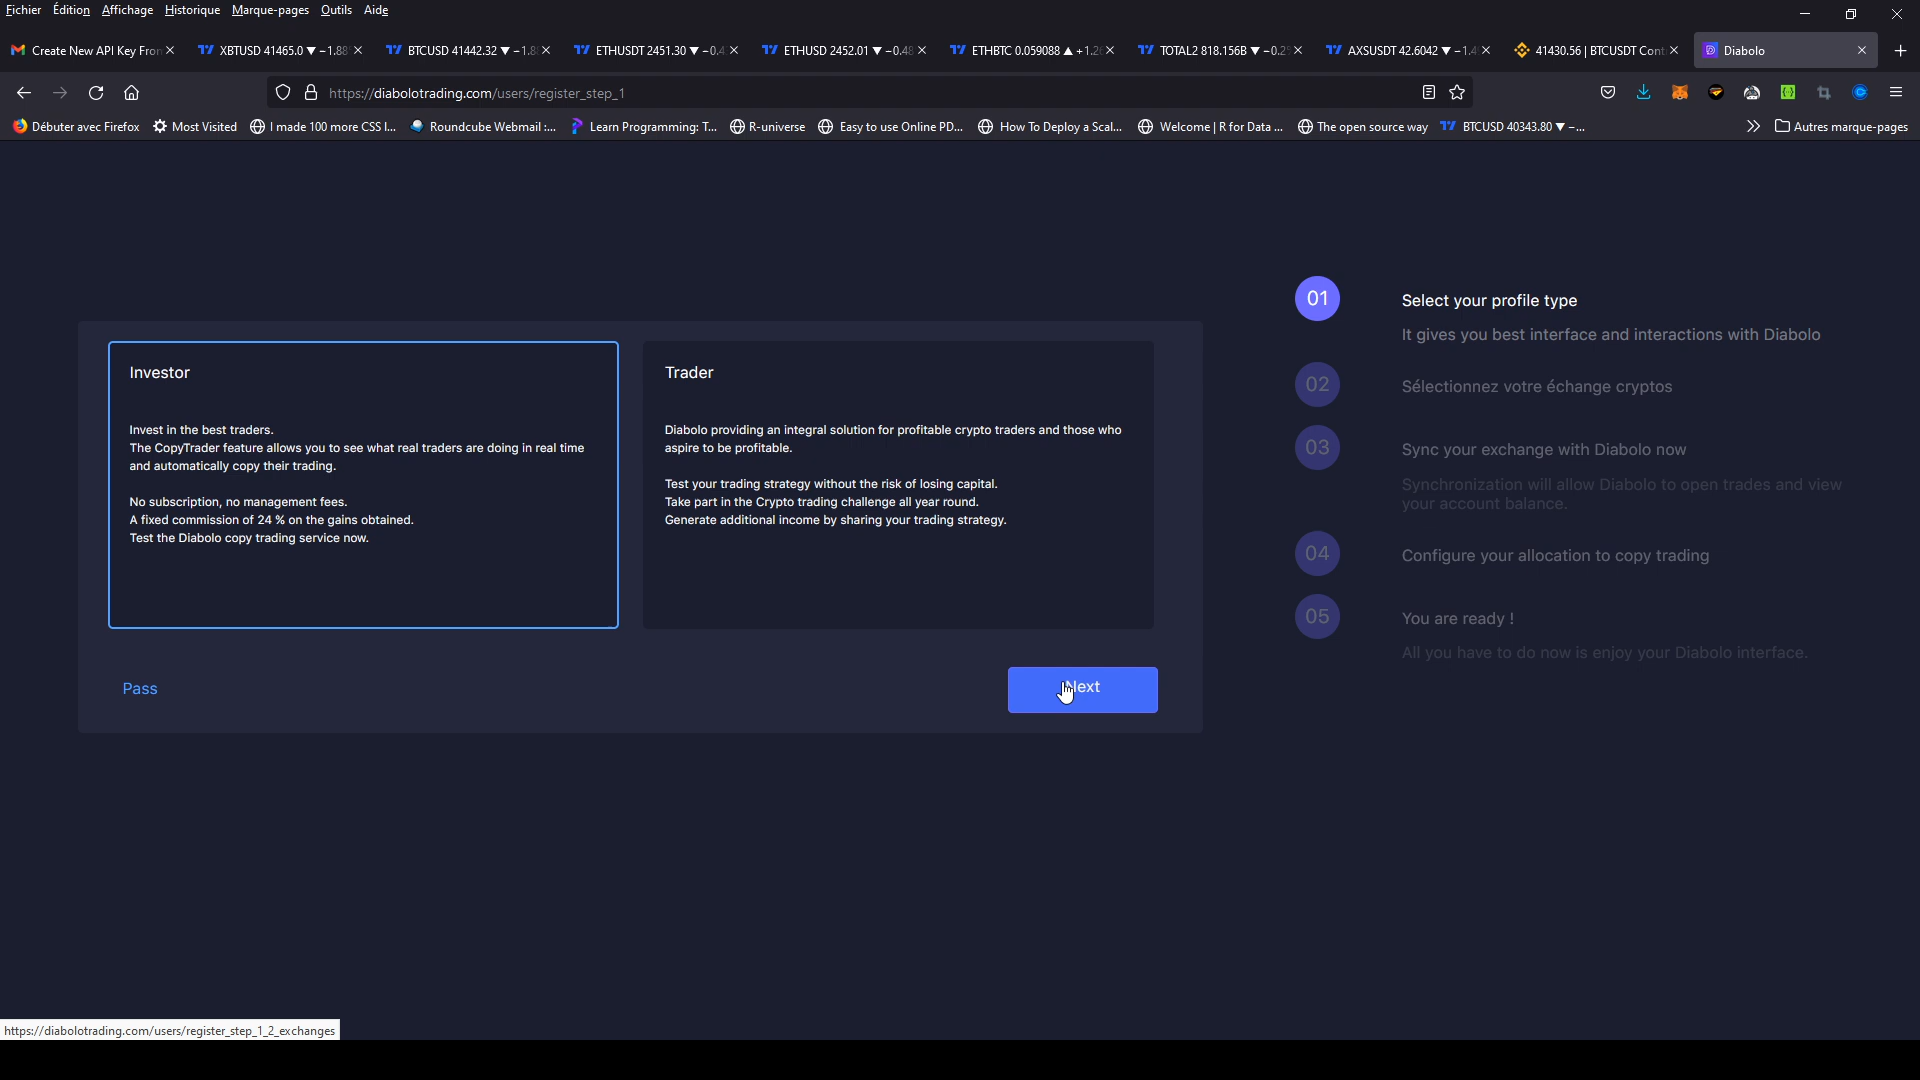 Fichier Édition Affichage Historique Marque-pages Outils Aide
Create New API Key Fron XBTUSD 41465.0 ▼ −1.88 BTCUSD 41442.32 ▼ −1.8 ETHUSDT 2451.30 ▼ −0.4 ETHUSD 2452.01 ▼ −0.48 ETHBTC 0.059088 ▲ +1.2 TOTAL2 818.156B ▼ −0.2 AXSUSDT 42.6042 ▼ −1.4 41430.56 | BTCUSDT Cont Diabolo
https://diabolotrading.com/users/register_step_1
Débuter avec Firefox Most Visited I made 100 more CSS l... Roundcube Webmail :... Learn Programming: T... R-universe Easy to use Online PD... How To Deploy a Scal... Welcome | R for Data ... The open source way BTCUSD 40343.80 ▼ −... Autres marque-pages
Investor
Invest in the best traders.
The CopyTrader feature allows you to see what real traders are doing in real time
and automatically copy their trading.
No subscription, no management fees.
A fixed commission of 24 % on the gains obtained.
Test the Diabolo copy trading service now.
Trader
Diabolo providing an integral solution for profitable crypto traders and those who
aspire to be profitable.
Test your trading strategy without the risk of losing capital.
Take part in the Crypto trading challenge all year round.
Generate additional income by sharing your trading strategy.
Pass
Next
01 Select your profile type
It gives you best interface and interactions with Diabolo
02 Sélectionnez votre échange cryptos
03 Sync your exchange with Diabolo now
Synchronization will allow Diabolo to open trades and view
your account balance.
04 Configure your allocation to copy trading
05 You are ready !
All you have to do now is enjoy your Diabolo interface.
https://diabolotrading.com/users/register_step_1_2_exchanges